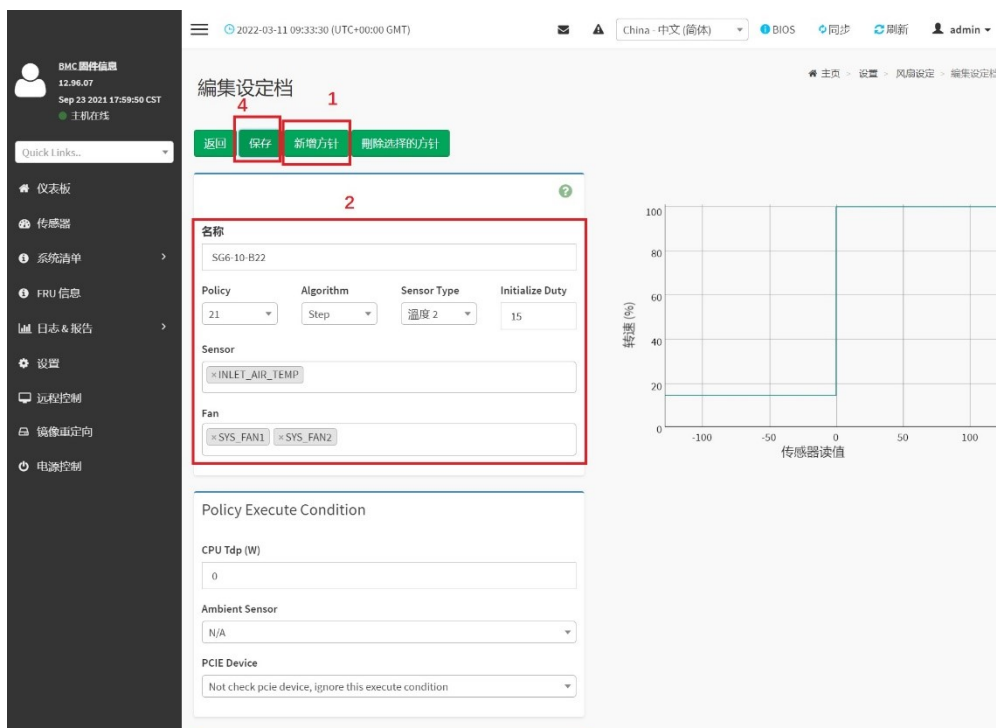 2022-03-11 09:33:30 (UTC+00:00 GMT)
China - 中文 (简体)
BIOS
同步
刷新
admin
BMC 固件信息
12.96.07
Sep 23 2021 17:59:50 CST
主机在线
Quick Links..
仪表板
传感器
系统清单
FRU 信息
日志 & 报告
设置
远程控制
镜像重定向
电源控制
主页 > 设置 > 风扇设定 > 编辑设定档
编集设定档
4
1
返回
保存
新增方针
删除选择的方针
2
名称
SG6-10-B22
Policy Algorithm Sensor Type Initialize Duty
21 Step 温度 2 15
Sensor
×INLET_AIR_TEMP
Fan
×SYS_FAN1 ×SYS_FAN2
Policy Execute Condition
CPU Tdp (W)
0
Ambient Sensor
N/A
PCIE Device
Not check pcie device, ignore this execute condition
100
80
60
40
20
0
转速 (%)
-100 -50 0 50 100
传感器读值